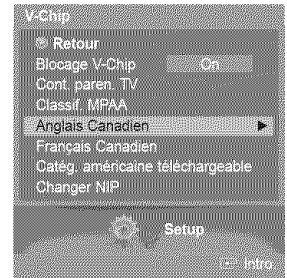 V-Chip
Retour
Blocage V-Chip On
Cont. paren. TV
Classif. MPAA
Anglais Canadien
Français Canadien
Catég. américaine téléchargeable
Changer NIP
Setup
Intro.